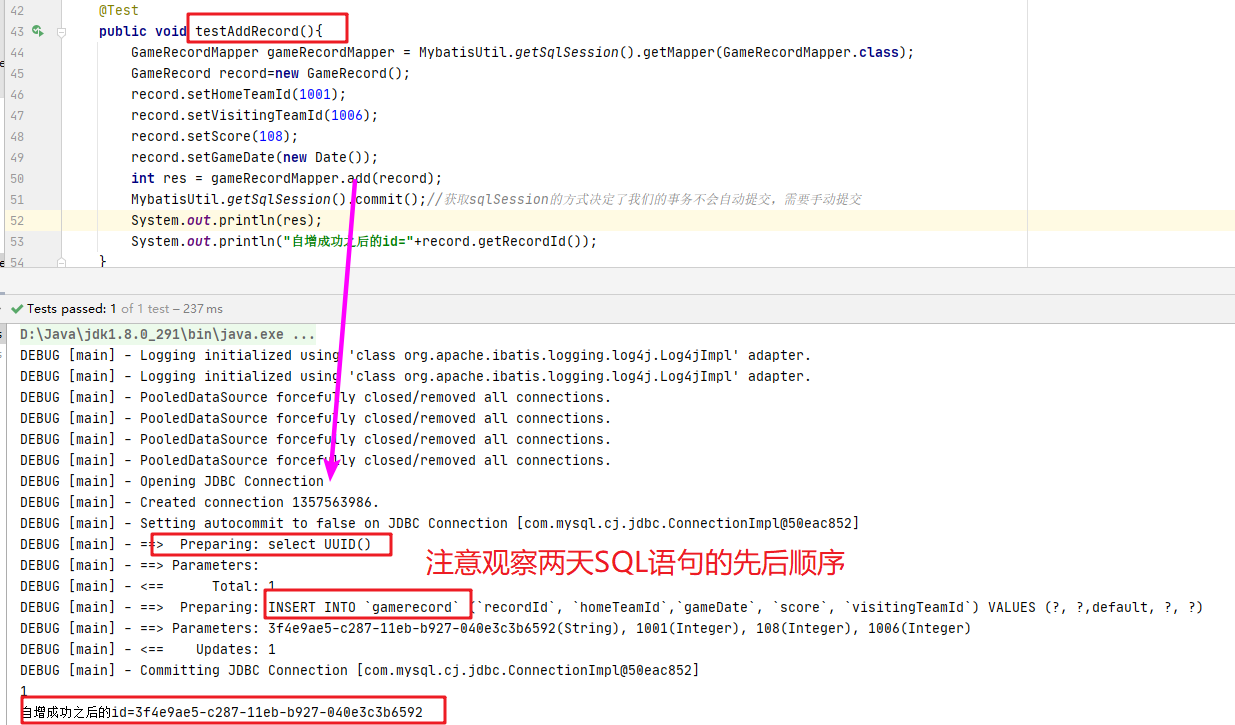 42 @Test
43 public void testAddRecord(){
44 GameRecordMapper gameRecordMapper = MybatisUtil.getSqlSession().getMapper(GameRecordMapper.class);
45 GameRecord record=new GameRecord();
46 record.setHomeTeamId(1001);
47 record.setVisitingTeamId(1006);
48 record.setScore(108);
49 record.setGameDate(new Date());
50 int res = gameRecordMapper.add(record);
51 MybatisUtil.getSqlSession().commit();//获取sqlSession的方式决定了我们的事务不会自动提交，需要手动提交
52 System.out.println(res);
53 System.out.println("自增成功之后的id="+record.getRecordId());
54 }
Tests passed: 1 of 1 test – 237 ms
D:\Java\jdk1.8.0_291\bin\java.exe ...
DEBUG [main] - Logging initialized using 'class org.apache.ibatis.logging.log4j.Log4jImpl' adapter.
DEBUG [main] - Logging initialized using 'class org.apache.ibatis.logging.log4j.Log4jImpl' adapter.
DEBUG [main] - PooledDataSource forcefully closed/removed all connections.
DEBUG [main] - PooledDataSource forcefully closed/removed all connections.
DEBUG [main] - PooledDataSource forcefully closed/removed all connections.
DEBUG [main] - PooledDataSource forcefully closed/removed all connections.
DEBUG [main] - Opening JDBC Connection
DEBUG [main] - Created connection 1357563986.
DEBUG [main] - Setting autocommit to false on JDBC Connection [com.mysql.cj.jdbc.ConnectionImpl@50eac852]
DEBUG [main] - ==> Preparing: select UUID()
注意观察两天SQL语句的先后顺序
DEBUG [main] - ==> Parameters:
DEBUG [main] - <== Total: 1
DEBUG [main] - ==> Preparing: INSERT INTO `gamerecord` (`recordId`, `homeTeamId`,`gameDate`, `score`, `visitingTeamId`) VALUES (?, ?,default, ?, ?)
DEBUG [main] - ==> Parameters: 3f4e9ae5-c287-11eb-b927-040e3c3b6592(String), 1001(Integer), 108(Integer), 1006(Integer)
DEBUG [main] - <== Updates: 1
DEBUG [main] - Committing JDBC Connection [com.mysql.cj.jdbc.ConnectionImpl@50eac852]
1
自增成功之后的id=3f4e9ae5-c287-11eb-b927-040e3c3b6592